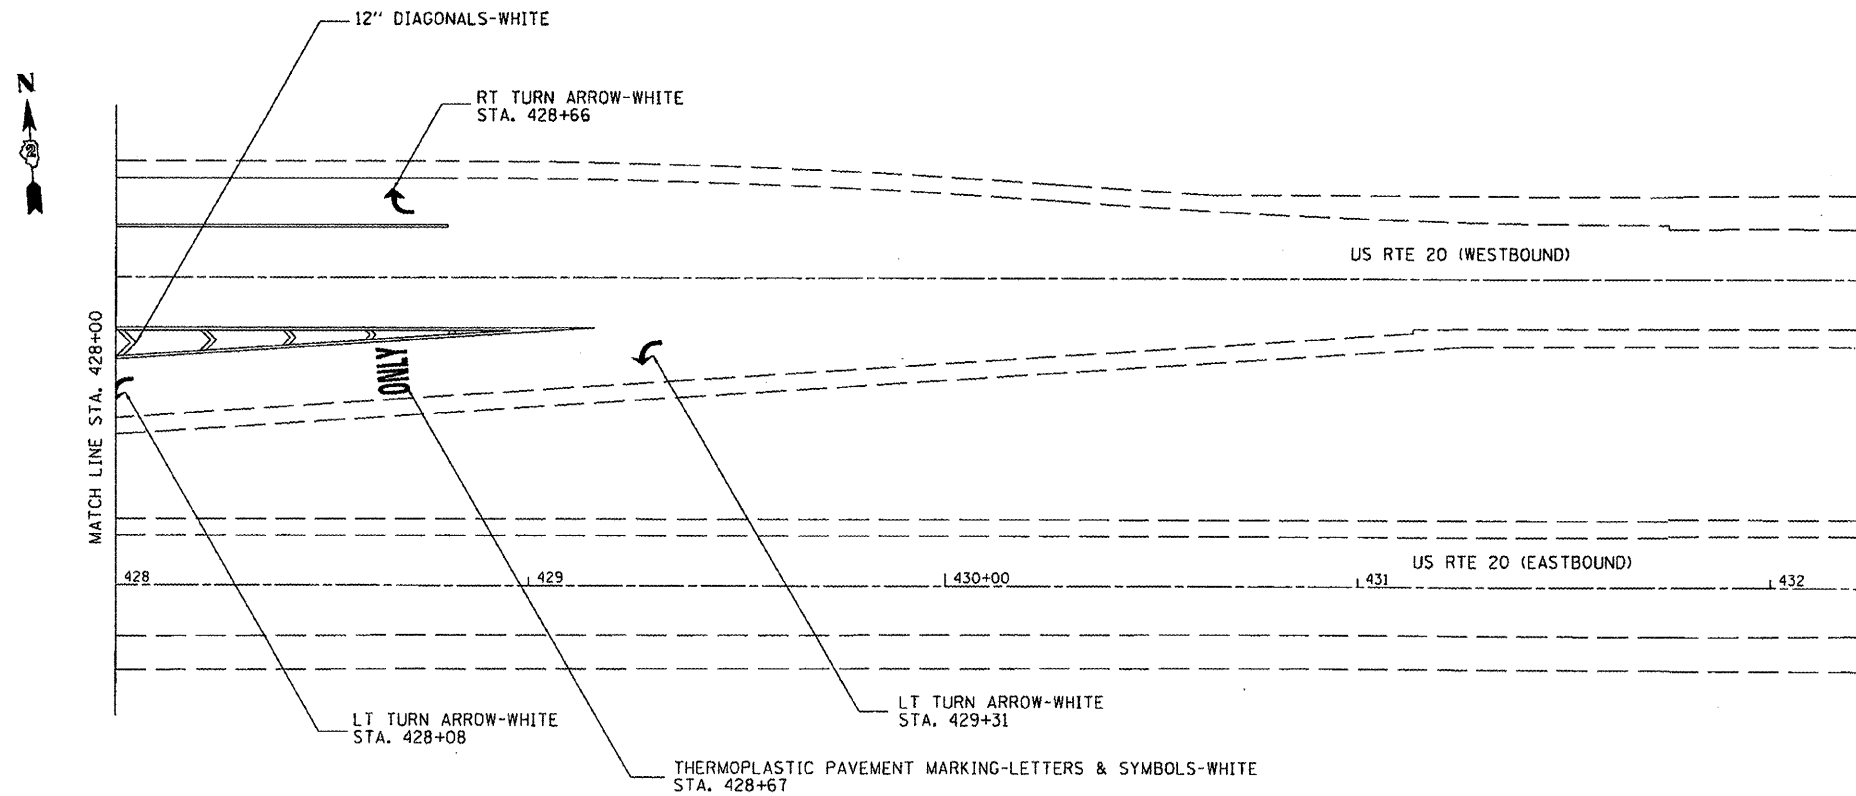 12" DIAGONALS-WHITE
N
RT TURN ARROW-WHITE
STA. 428+66
US RTE 20 (WESTBOUND)
MATCH LINE STA. 428+00
ONLY
428
429
430+00
431
432
US RTE 20 (EASTBOUND)
LT TURN ARROW-WHITE
STA. 428+08
LT TURN ARROW-WHITE
STA. 429+31
THERMOPLASTIC PAVEMENT MARKING-LETTERS & SYMBOLS-WHITE
STA. 428+67